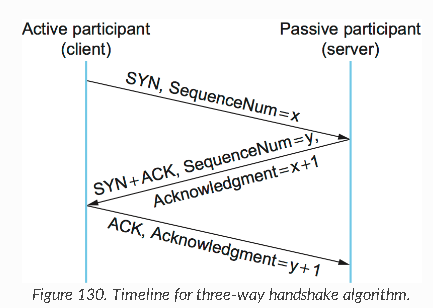 Active participant
(client)
Passive participant
(server)
SYN, SequenceNum=x
SYN+ACK, SequenceNum=y,
Acknowledgment=x+1
ACK, Acknowledgment=y+1
Figure 130. Timeline for three-way handshake algorithm.